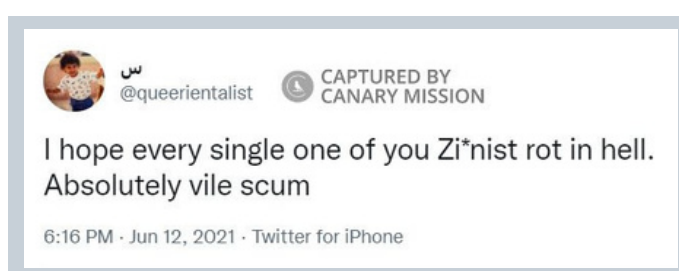 س
@queerientalist
CAPTURED BY
CANARY MISSION
I hope every single one of you Zi*nist rot in hell.
Absolutely vile scum
6:16 PM · Jun 12, 2021 · Twitter for iPhone